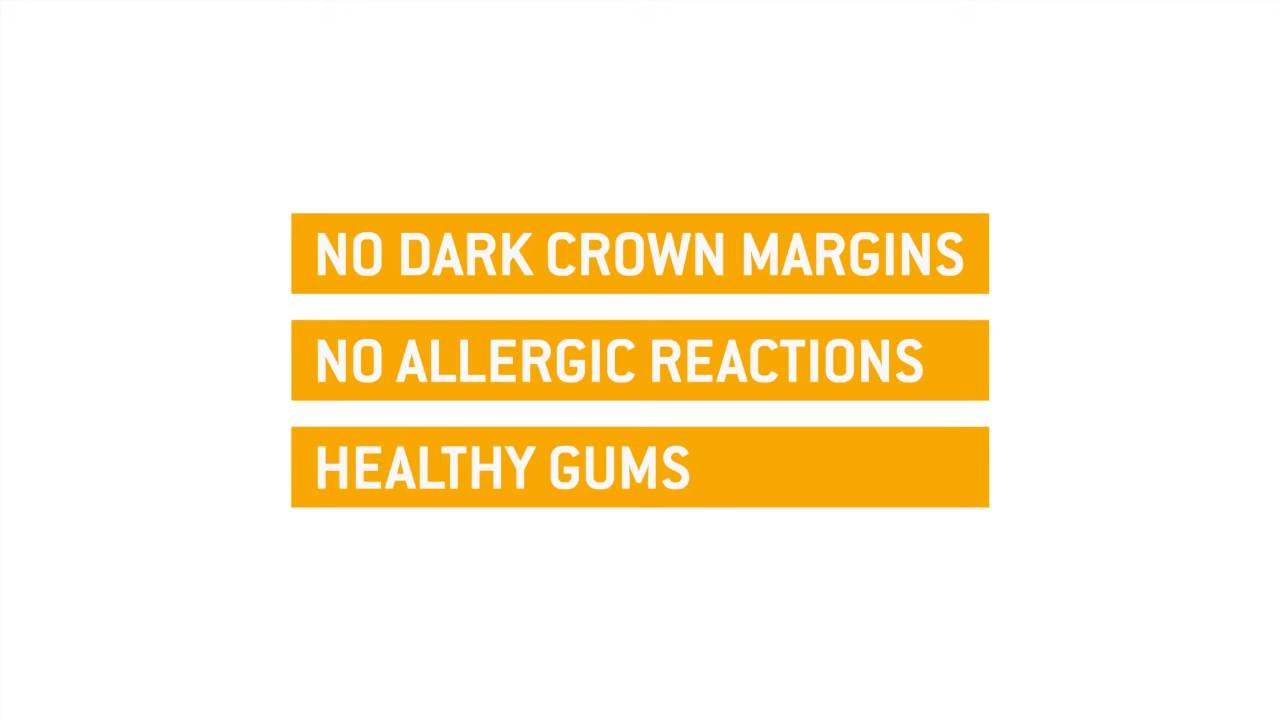 NO DARK CROWN MARGINS
NO ALLERGIC REACTIONS
HEALTHY GUMS